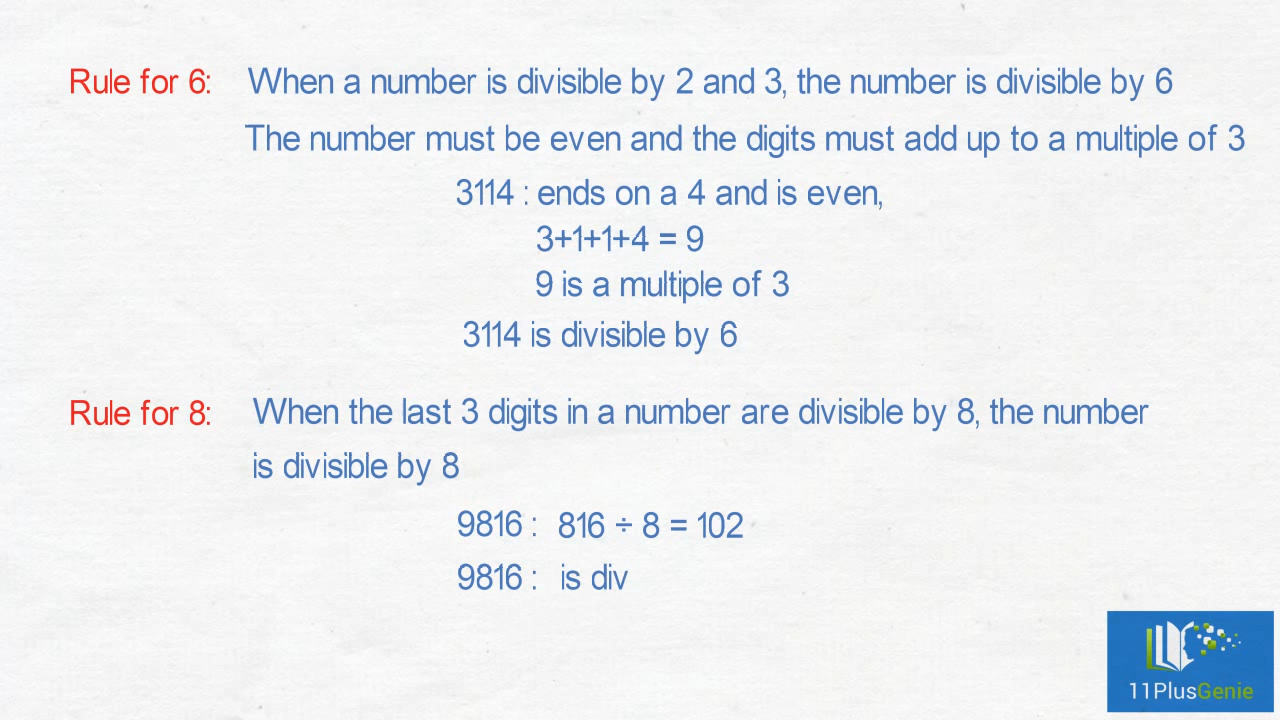 Rule for 6: When a number is divisible by 2 and 3, the number is divisible by 6
The number must be even and the digits must add up to a multiple of 3
3114 : ends on a 4 and is even,
3+1+1+4 = 9
9 is a multiple of 3
3114 is divisible by 6
Rule for 8: When the last 3 digits in a number are divisible by 8, the number
is divisible by 8
9816 : 816 ÷ 8 = 102
9816 : is div
11PlusGenie